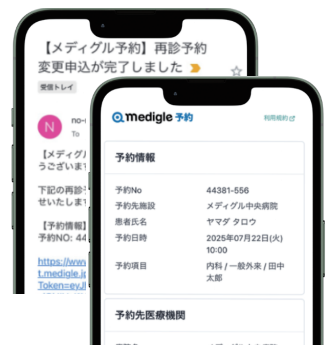 【メディグル予約】再診予約
変更申込が完了しました
受信トレイ
N
no-
To
【メディグル
うございます
下記の再診
せいたしま
【予約情報】
予約NO: 44
https://www
t.medigle.jp
Token=eyJ
medigle 予約
利用規約
予約情報
予約No 44381-556
予約先施設 メディグル中央病院
患者氏名 ヤマダ タロウ
予約日時 2025年07月22日(火)
10:00
予約項目 内科 / 一般外来 / 田中
太郎
予約先医療機関